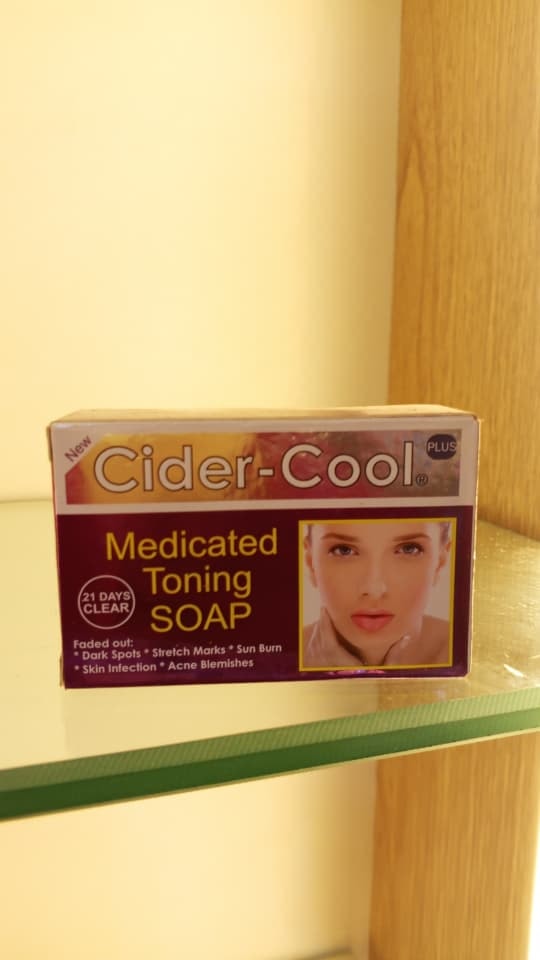 New
Cider-Cool®
PLUS
Medicated
Toning
SOAP
21 DAYS
CLEAR
Faded out:
* Dark Spots * Stretch Marks * Sun Burn
* Skin Infection * Acne Blemishes